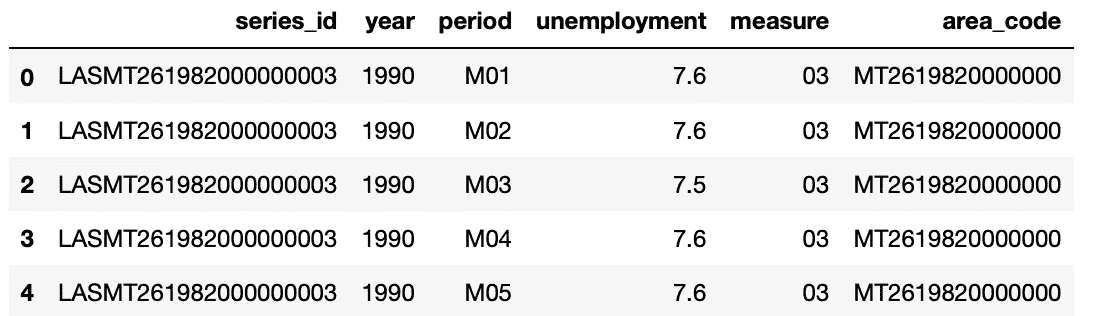 series_id year period unemployment measure area_code
0 LASMT261982000000003 1990 M01 7.6 03 MT2619820000000
1 LASMT261982000000003 1990 M02 7.6 03 MT2619820000000
2 LASMT261982000000003 1990 M03 7.5 03 MT2619820000000
3 LASMT261982000000003 1990 M04 7.6 03 MT2619820000000
4 LASMT261982000000003 1990 M05 7.6 03 MT2619820000000